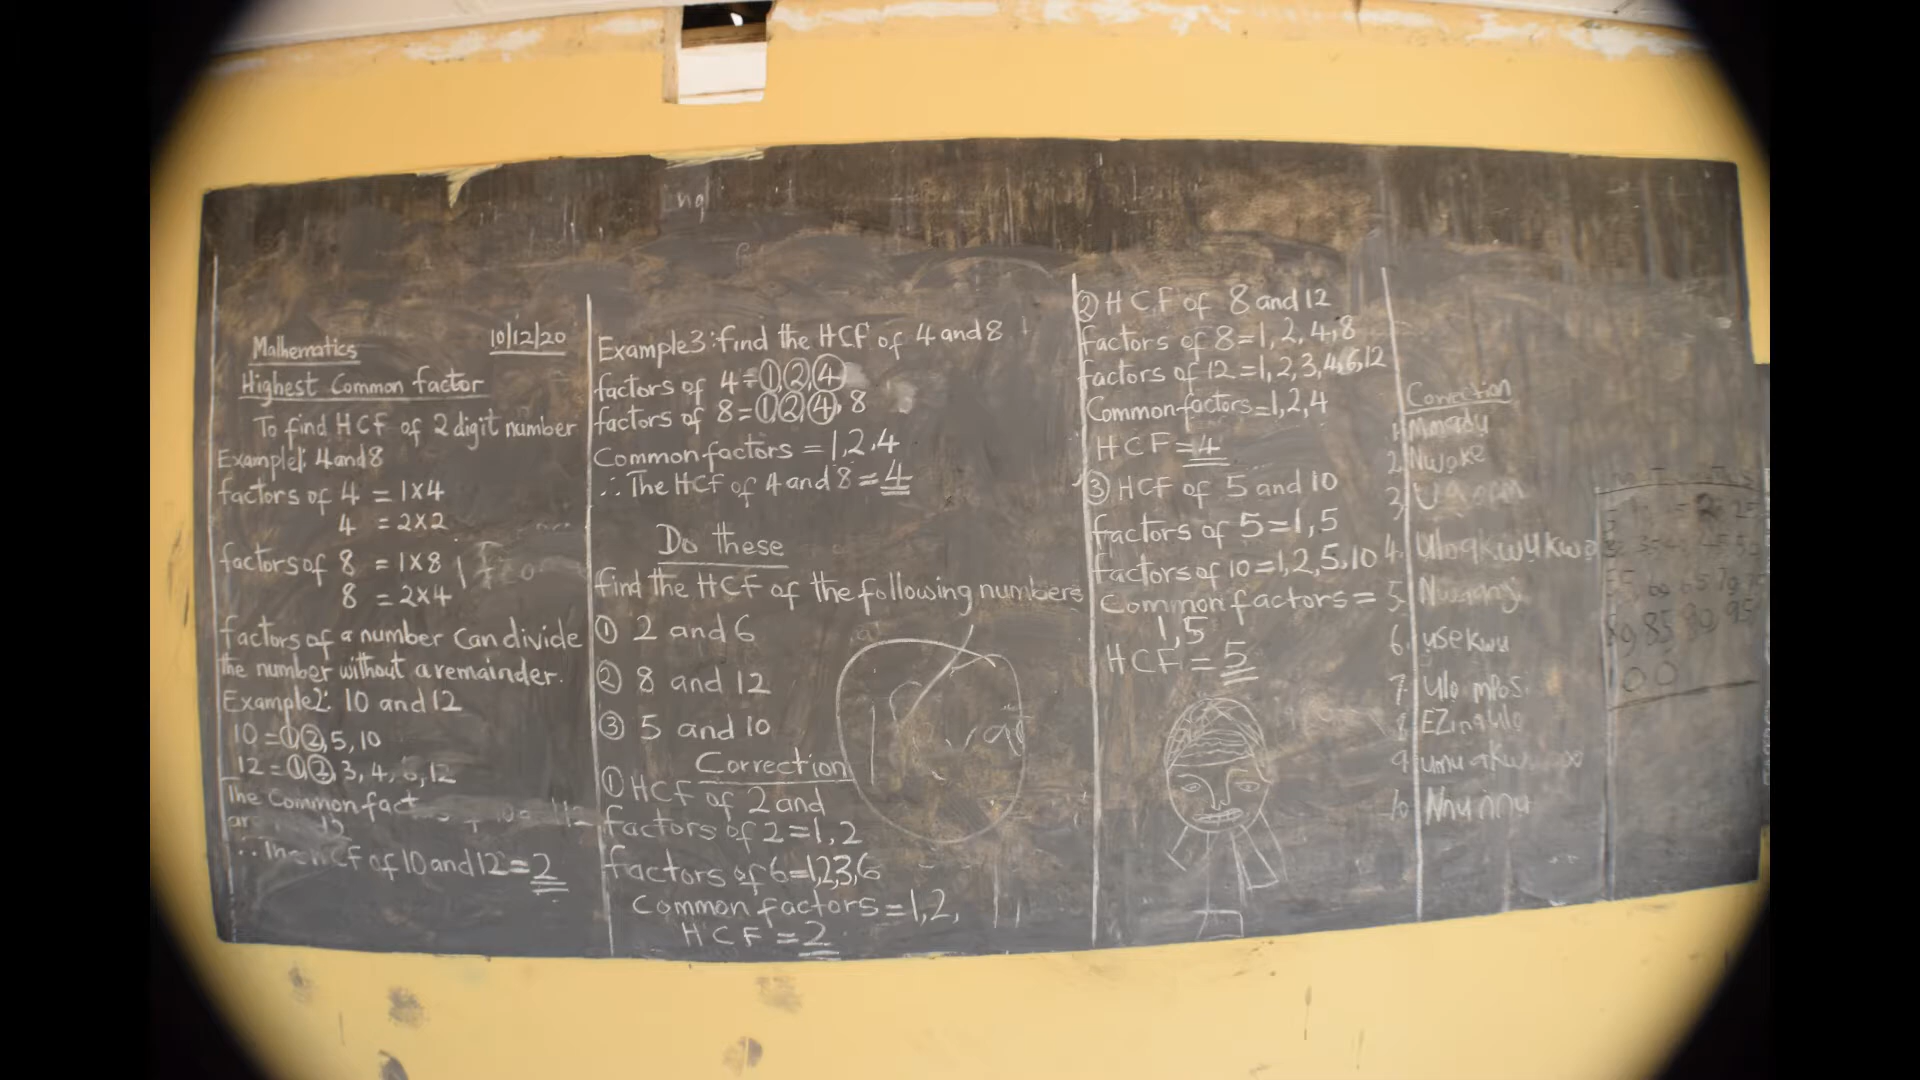 nq
Mathematics 10/12/20
Highest Common factor
To find HCF of 2 digit number
Example1: 4 and 8
factors of 4 = 1x4
4 = 2x2
factors of 8 = 1x8
8 = 2x4
factors of a number Can divide
the number without a remainder.
Example2: 10 and 12
10 = 1,2,5,10
12 = 1,2,3,4,6,12
The Common fact
∴ The HCF of 10 and 12 = 2
Example3: find the HCF of 4 and 8
factors of 4 = 1,2,4
factors of 8 = 1,2,4,8
Common factors = 1,2,4
∴ The HCF of 4 and 8 = 4
Do these
find the HCF of the following numbers
① 2 and 6
② 8 and 12
③ 5 and 10
Correction
① HCF of 2 and
factors of 2 = 1,2
factors of 6 = 1,2,3,6
Common factors = 1,2,
HCF = 2
② HCF of 8 and 12
factors of 8 = 1,2,4,8
factors of 12 = 1,2,3,4,6,12
Common factors = 1,2,4
HCF = 4
③ HCF of 5 and 10
factors of 5 = 1,5
factors of 10 = 1,2,5,10
Common factors =
1,5
HCF = 5
Correction
1. Mmadu
2. Nwoke
3.
4. Uloqkwukwo
5.
6. usekwu
7. Ulo mpos.
8. EZinaulo
9.
10. Nnunnu